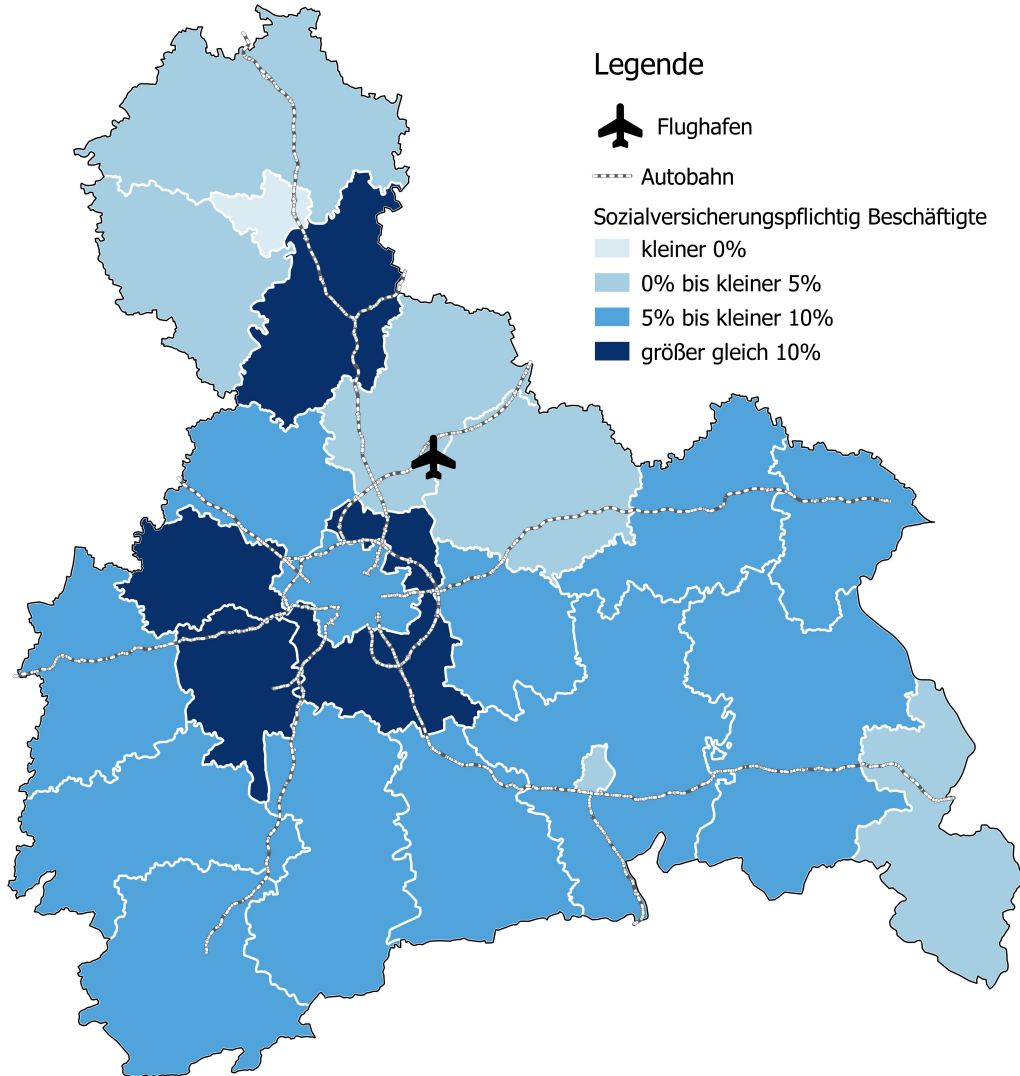 Legende
Flughafen
Autobahn
Sozialversicherungspflichtig Beschäftigte
kleiner 0%
0% bis kleiner 5%
5% bis kleiner 10%
größer gleich 10%